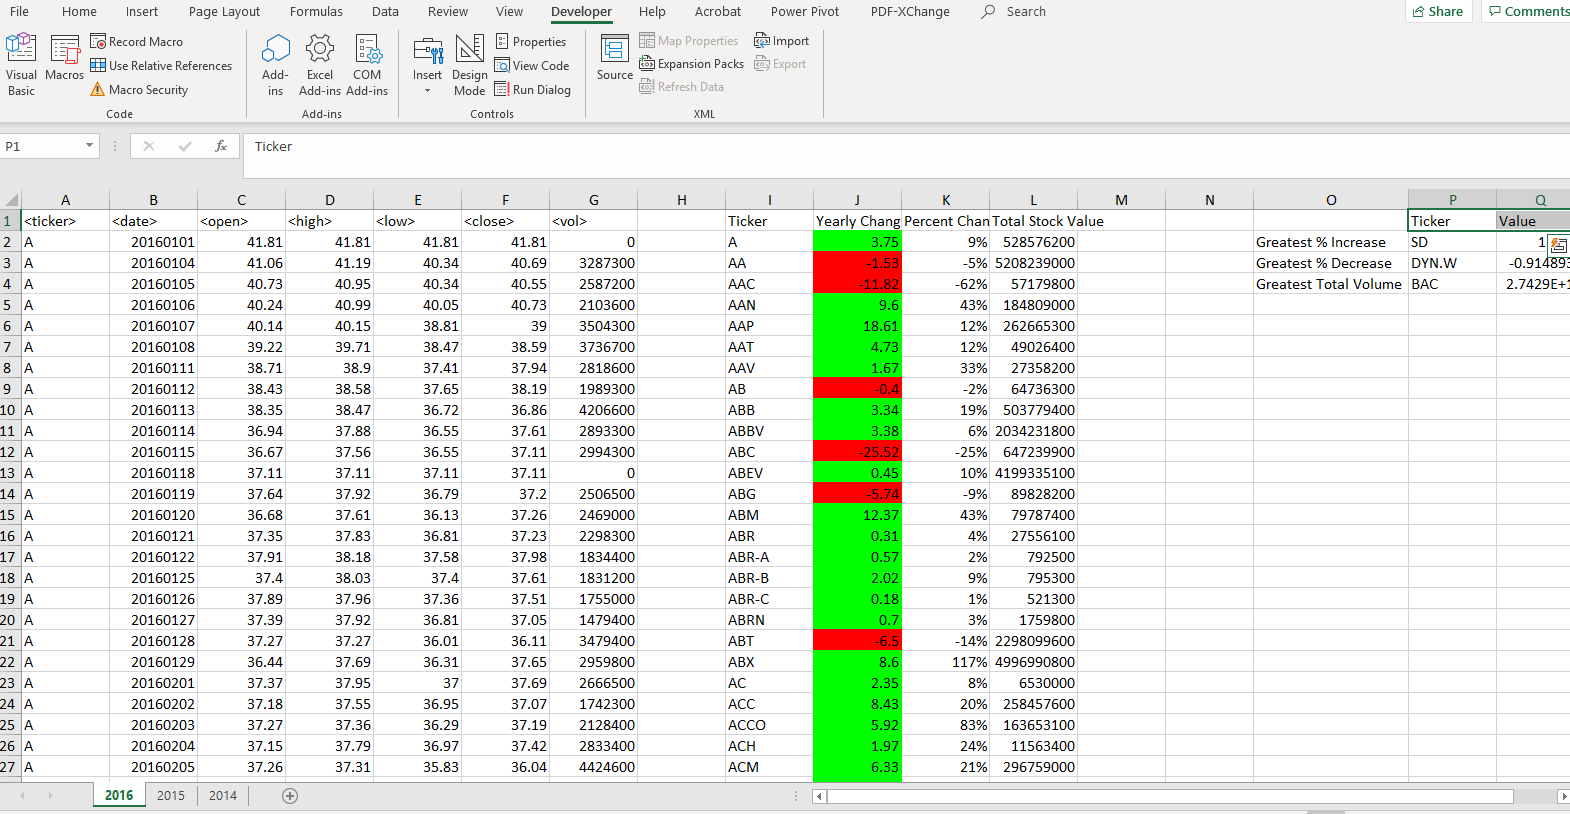 File Home Insert Page Layout Formulas Data Review View Developer Help Acrobat Power Pivot PDF-XChange Search Share Comments
Visual Basic Macros Record Macro Use Relative References Macro Security Code
Add-ins Excel Add-ins COM Add-ins Add-ins
Insert Design Mode Properties View Code Run Dialog Controls
Source Map Properties Expansion Packs Refresh Data Import Export XML
P1 fx Ticker
A B C D E F G H I J K L M N O P Q
1 <ticker> <date> <open> <high> <low> <close> <vol> Ticker Yearly Chang Percent Chan Total Stock Value Ticker Value
2 A 20160101 41.81 41.81 41.81 41.81 0 A 3.75 9% 528576200 Greatest % Increase SD 1
3 A 20160104 41.06 41.19 40.34 40.69 3287300 AA -1.53 -5% 5208239000 Greatest % Decrease DYN.W -0.914893
4 A 20160105 40.73 40.95 40.34 40.55 2587200 AAC -11.82 -62% 57179800 Greatest Total Volume BAC 2.7429E+1
5 A 20160106 40.24 40.99 40.05 40.73 2103600 AAN 9.6 43% 184809000
6 A 20160107 40.14 40.15 38.81 39 3504300 AAP 18.61 12% 262665300
7 A 20160108 39.22 39.71 38.47 38.59 3736700 AAT 4.73 12% 49026400
8 A 20160111 38.71 38.9 37.41 37.94 2818600 AAV 1.67 33% 27358200
9 A 20160112 38.43 38.58 37.65 38.19 1989300 AB -0.4 -2% 64736300
10 A 20160113 38.35 38.47 36.72 36.86 4206600 ABB 3.34 19% 503779400
11 A 20160114 36.94 37.88 36.55 37.61 2893300 ABBV 3.38 6% 2034231800
12 A 20160115 36.67 37.56 36.55 37.11 2994300 ABC -25.52 -25% 647239900
13 A 20160118 37.11 37.11 37.11 37.11 0 ABEV 0.45 10% 4199335100
14 A 20160119 37.64 37.92 36.79 37.2 2506500 ABG -5.74 -9% 89828200
15 A 20160120 36.68 37.61 36.13 37.26 2469000 ABM 12.37 43% 79787400
16 A 20160121 37.35 37.83 36.81 37.23 2298300 ABR 0.31 4% 27556100
17 A 20160122 37.91 38.18 37.58 37.98 1834400 ABR-A 0.57 2% 792500
18 A 20160125 37.4 38.03 37.4 37.61 1831200 ABR-B 2.02 9% 795300
19 A 20160126 37.89 37.96 37.36 37.51 1755000 ABR-C 0.18 1% 521300
20 A 20160127 37.39 37.92 36.81 37.05 1479400 ABRN 0.7 3% 1759800
21 A 20160128 37.27 37.27 36.01 36.11 3479400 ABT -6.5 -14% 2298099600
22 A 20160129 36.44 37.69 36.31 37.65 2959800 ABX 8.6 117% 4996990800
23 A 20160201 37.37 37.95 37 37.69 2666500 AC 2.35 8% 6530000
24 A 20160202 37.18 37.55 36.95 37.07 1742300 ACC 8.43 20% 258457600
25 A 20160203 37.27 37.36 36.29 37.19 2128400 ACCO 5.92 83% 163653100
26 A 20160204 37.15 37.79 36.97 37.42 2833400 ACH 1.97 24% 11563400
27 A 20160205 37.26 37.31 35.83 36.04 4424600 ACM 6.33 21% 296759000
2016 2015 2014